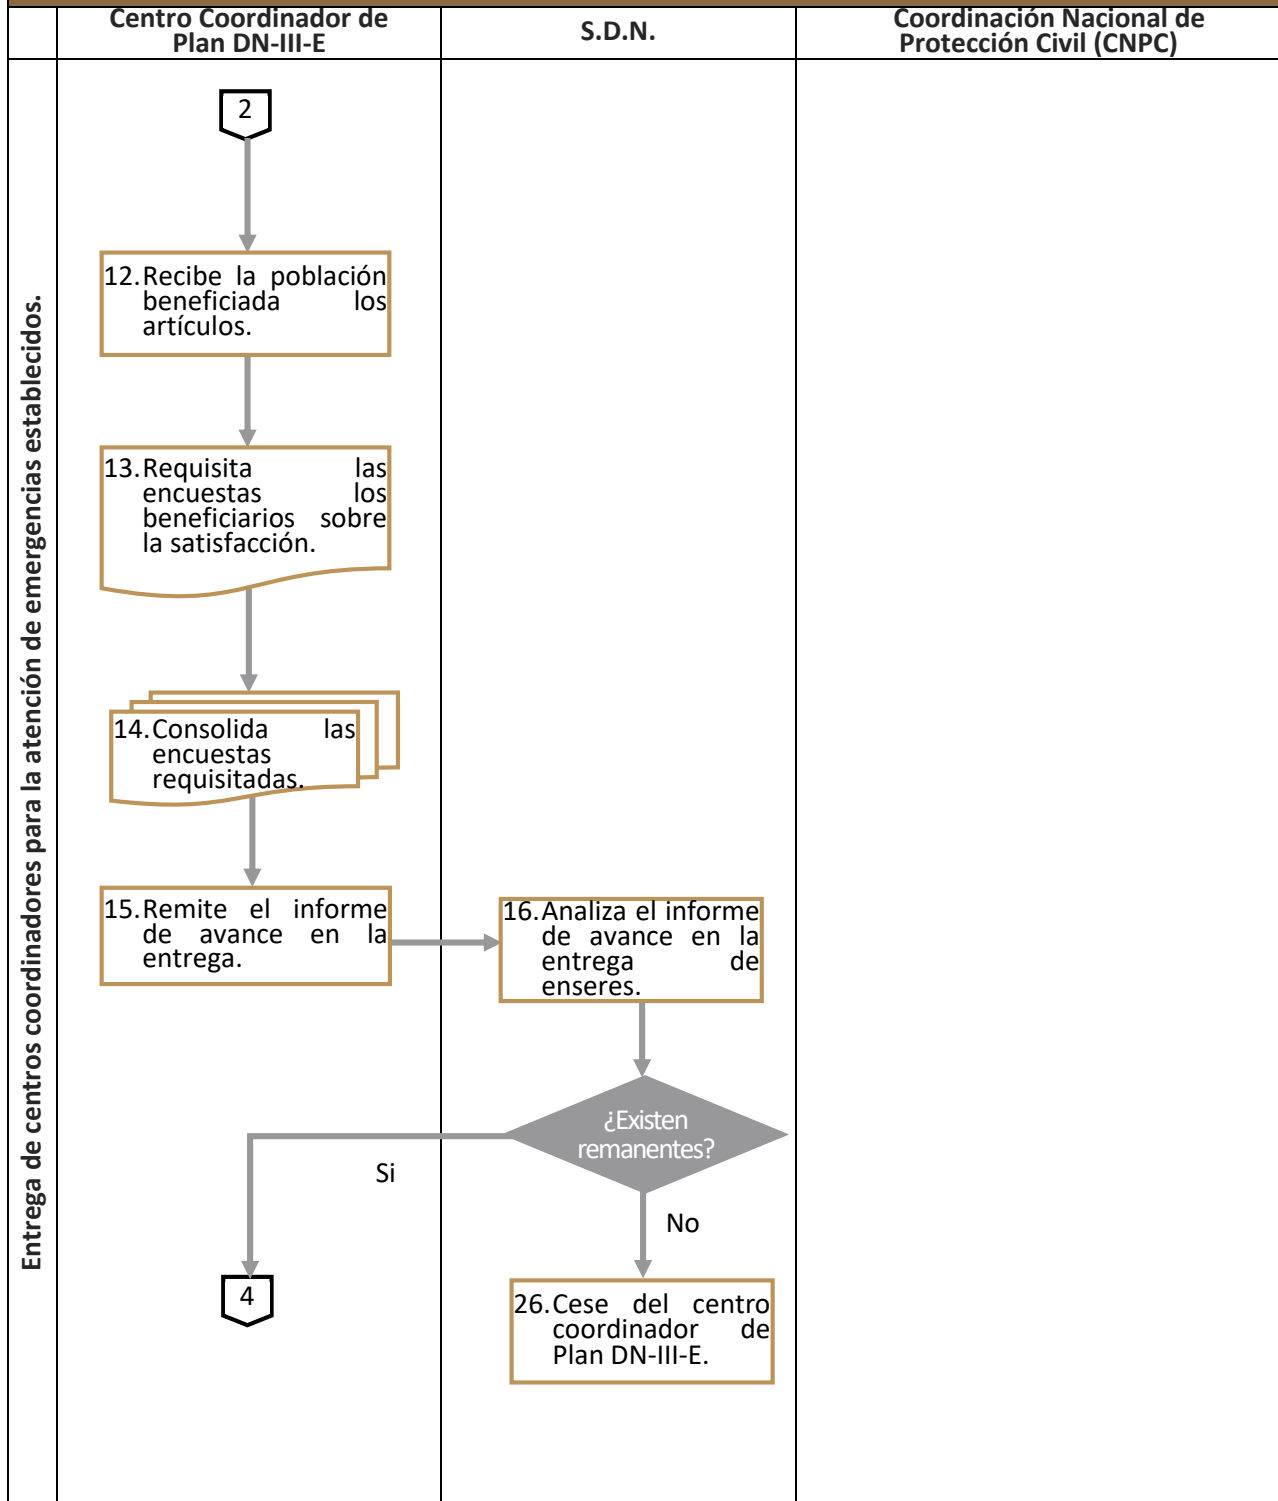 Centro Coordinador de
Plan DN-III-E
S.D.N.
Coordinación Nacional de
Protección Civil (CNPC)
Entrega de centros coordinadores para la atención de emergencias establecidos.
2
12. Recibe la población
beneficiada los
artículos.
13. Requisita las
encuestas los
beneficiarios sobre
la satisfacción.
14. Consolida las
encuestas
requisitadas.
15. Remite el informe
de avance en la
entrega.
16. Analiza el informe
de avance en la
entrega de
enseres.
¿Existen
remanentes?
Si
No
4
26. Cese del centro
coordinador de
Plan DN-III-E.